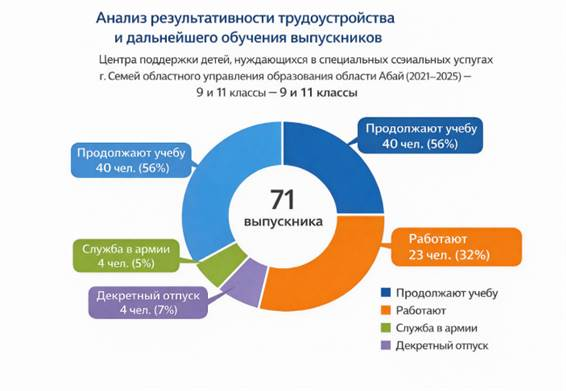 Анализ результативности трудоустройства
и дальнейшего обучения выпускников
Центра поддержки детей, нуждающихся в специальных ссэиальных уепугах
г. Семей областного управления образования области Абай (2021–2025) —
9 и 11 классы — 9 и 11 классы
Продолжают учебу
40 чел. (56%)
Продолжают учебу
40 чел. (56%)
71
выпускника
Работают
23 чел. (32%)
Служба в армии
4 чел. (5%)
Декретный отпуск
4 чел. (7%)
Продолжают учебу
Работают
Служба в армии
Декретный отпуск